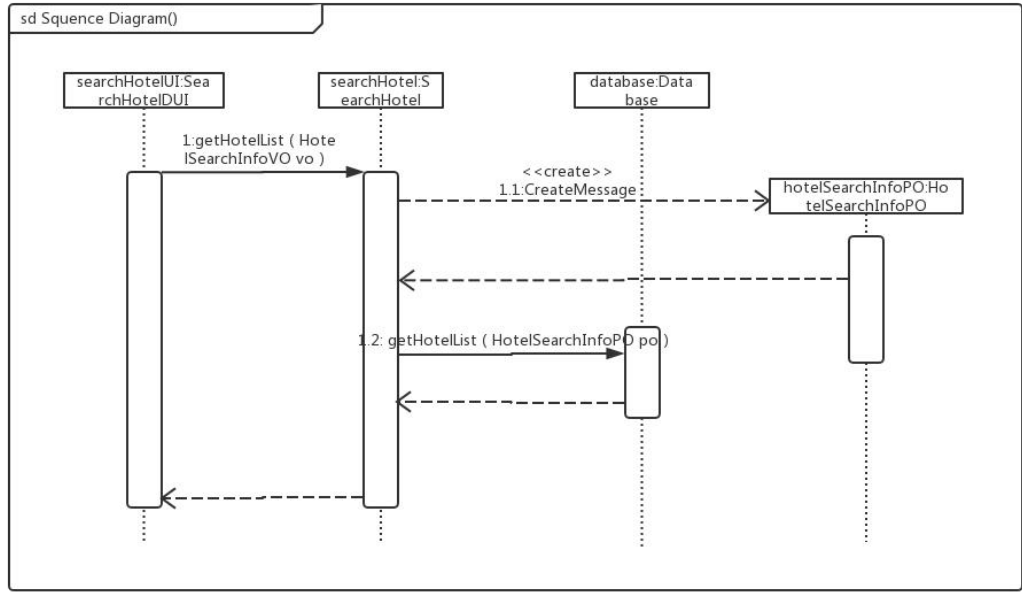 sd Squence Diagram()
searchHotelUI:Sea
rchHotelDUI
searchHotel:S
earchHotel
database:Data
base
1:getHotelList ( Hote
lSearchInfoVO vo )
<<create>>
1.1:CreateMessage
hotelSearchInfoPO:Ho
telSearchInfoPO
1.2: getHotelList ( HotelSearchInfoPO po )